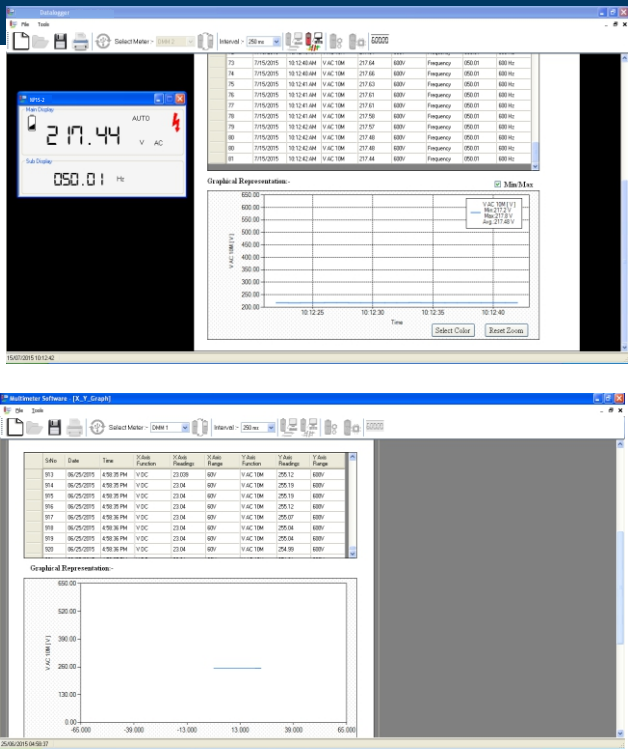 Datalogger
File Tools
Select Meter :- DMM 2 Interval :- 250 ms 60000
73 7/15/2015 10:12:40 AM V AC 10M 217.64 600V Frequency 050.01 600 Hz
74 7/15/2015 10:12:40 AM V AC 10M 217.66 600V Frequency 050.01 600 Hz
75 7/15/2015 10:12:41 AM V AC 10M 217.63 600V Frequency 050.01 600 Hz
76 7/15/2015 10:12:41 AM V AC 10M 217.61 600V Frequency 050.01 600 Hz
77 7/15/2015 10:12:41 AM V AC 10M 217.61 600V Frequency 050.01 600 Hz
78 7/15/2015 10:12:41 AM V AC 10M 217.58 600V Frequency 050.01 600 Hz
79 7/15/2015 10:12:42 AM V AC 10M 217.57 600V Frequency 050.01 600 Hz
80 7/15/2015 10:12:42 AM V AC 10M 217.48 600V Frequency 050.01 600 Hz
80 7/15/2015 10:12:42 AM V AC 10M 217.48 600V Frequency 050.01 600 Hz
81 7/15/2015 10:12:42 AM V AC 10M 217.44 600V Frequency 050.01 600 Hz
Main Display
AUTO
217.44 V AC
Sub Display
050.01 Hz
Graphical Representation:-
Min/Max
V AC 10M [ V ]
Min:217.2 V
Max:217.8 V
Avg.:217.48 V
650.00
600.00
550.00
500.00
450.00
400.00
350.00
300.00
250.00
200.00
V AC 10M [ V ]
10:12:25 10:12:30 10:12:35 10:12:40
Time
Select Color Reset Zoom
15/07/2015 10:12:42
Multimeter Software - [X_Y_Graph]
File Tools
Select Meter :- DMM 1 Interval :- 250 ms 60000
SrNo Date Time X Axis Function X Axis Readings X Axis Range Y Axis Function Y Axis Readings Y Axis Range
913 06/25/2015 4:58:35 PM V DC 23.039 60V V AC 10M 255.12 600V
914 06/25/2015 4:58:35 PM V DC 23.04 60V V AC 10M 255.19 600V
915 06/25/2015 4:58:35 PM V DC 23.04 60V V AC 10M 255.19 600V
916 06/25/2015 4:58:35 PM V DC 23.04 60V V AC 10M 255.12 600V
917 06/25/2015 4:58:36 PM V DC 23.04 60V V AC 10M 255.07 600V
918 06/25/2015 4:58:36 PM V DC 23.04 60V V AC 10M 255.04 600V
919 06/25/2015 4:58:36 PM V DC 23.04 60V V AC 10M 255.04 600V
920 06/25/2015 4:58:36 PM V DC 23.04 60V V AC 10M 254.99 600V
Graphical Representation:-
650.00
520.00
390.00
260.00
130.00
0.00
V AC 10M [ V ]
-65.000 -39.000 -13.000 13.000 39.000 65.000
25/06/2015 04:58:37